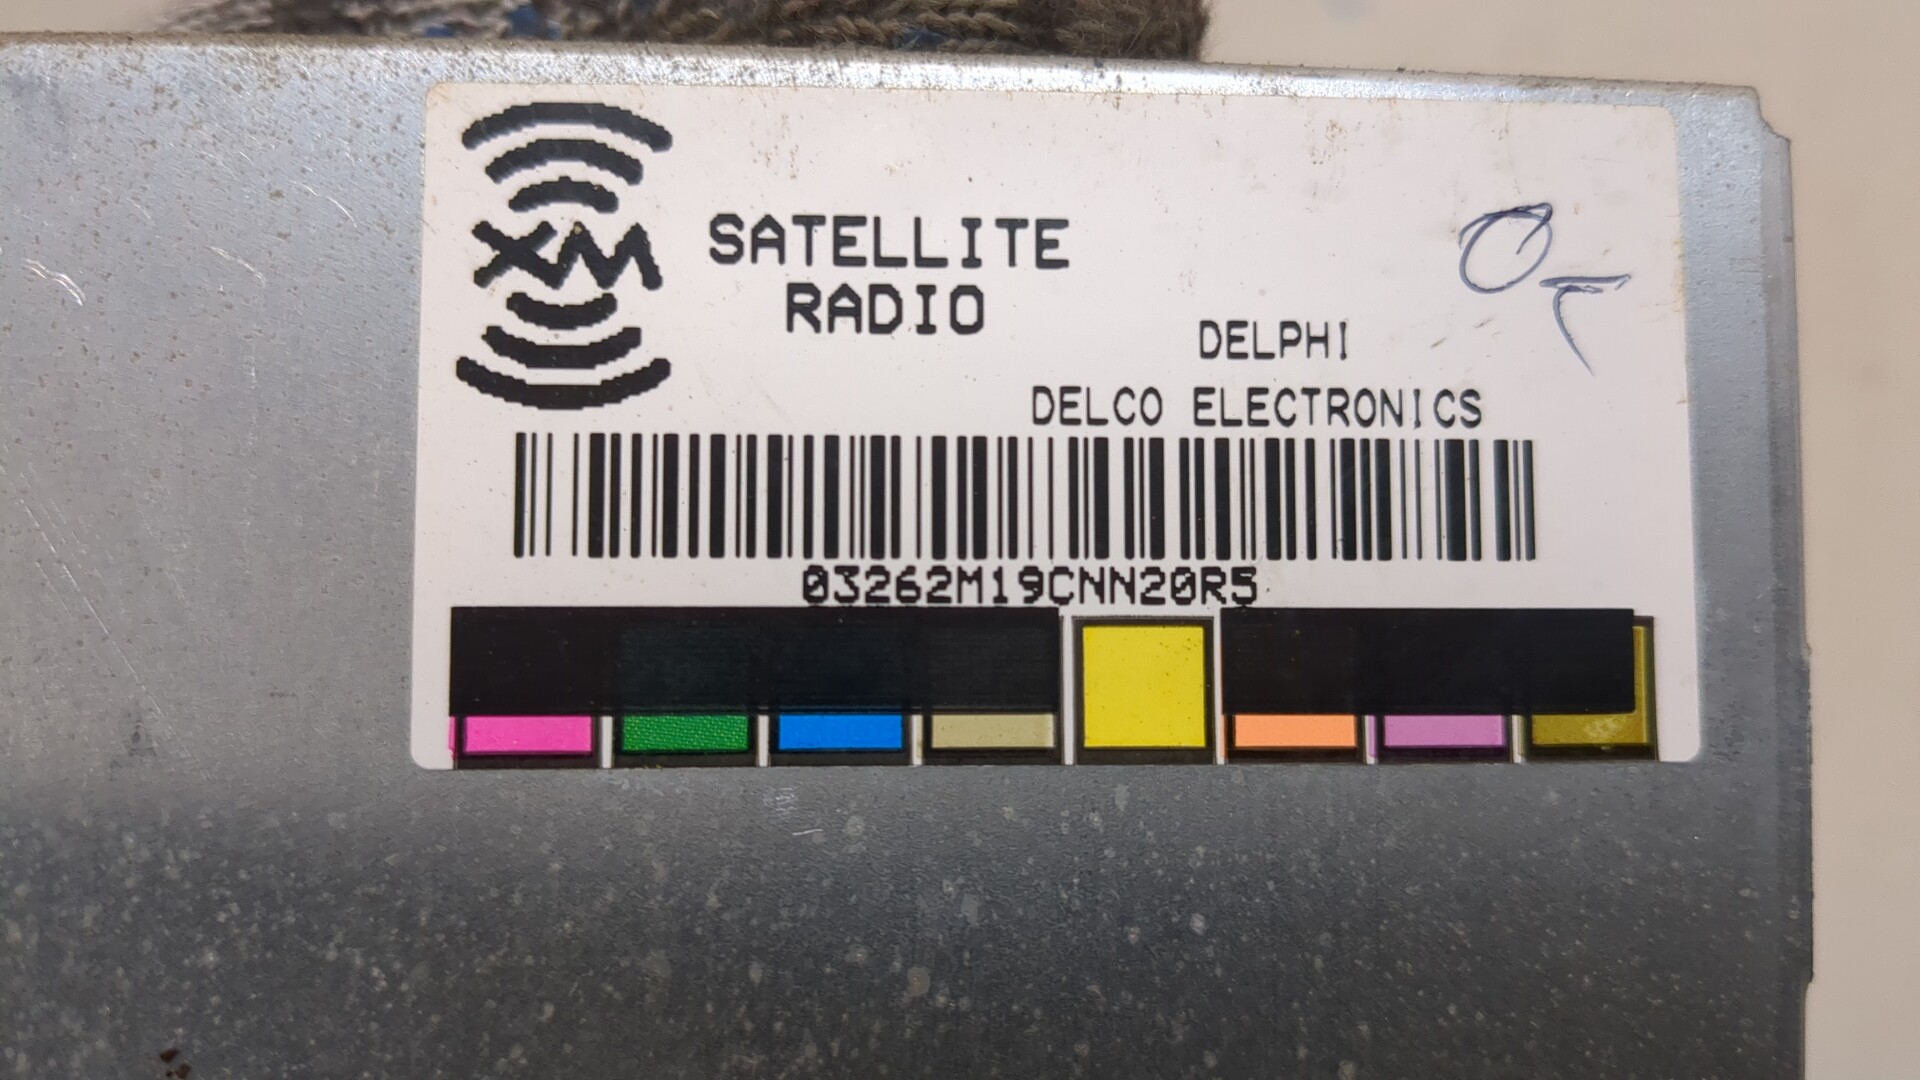 XM
SATELLITE
RADIO
DELPHI
DELCO ELECTRONICS
03262M19CNN20R5